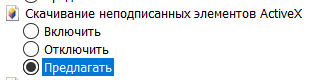 Скачивание неподписанных элементов ActiveX
Включить
Отключить
Предлагать